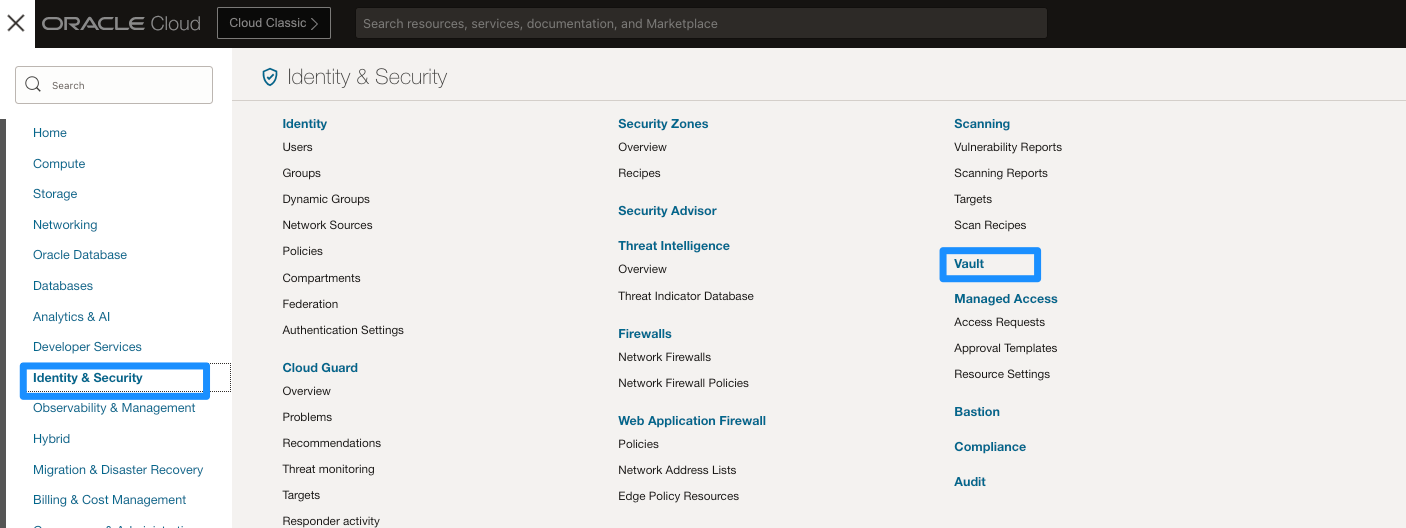 ORACLE Cloud
Cloud Classic >
Search resources, services, documentation, and Marketplace
Search
Home
Compute
Storage
Networking
Oracle Database
Databases
Analytics & AI
Developer Services
Identity & Security
Observability & Management
Hybrid
Migration & Disaster Recovery
Billing & Cost Management
Identity & Security
Identity
Users
Groups
Dynamic Groups
Network Sources
Policies
Compartments
Federation
Authentication Settings
Cloud Guard
Overview
Problems
Recommendations
Threat monitoring
Targets
Responder activity
Security Zones
Overview
Recipes
Security Advisor
Threat Intelligence
Overview
Threat Indicator Database
Firewalls
Network Firewalls
Network Firewall Policies
Web Application Firewall
Policies
Network Address Lists
Edge Policy Resources
Scanning
Vulnerability Reports
Scanning Reports
Targets
Scan Recipes
Vault
Managed Access
Access Requests
Approval Templates
Resource Settings
Bastion
Compliance
Audit